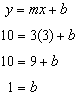 y = mx + b
10 = 3(3) + b
10 = 9 + b
1 = b